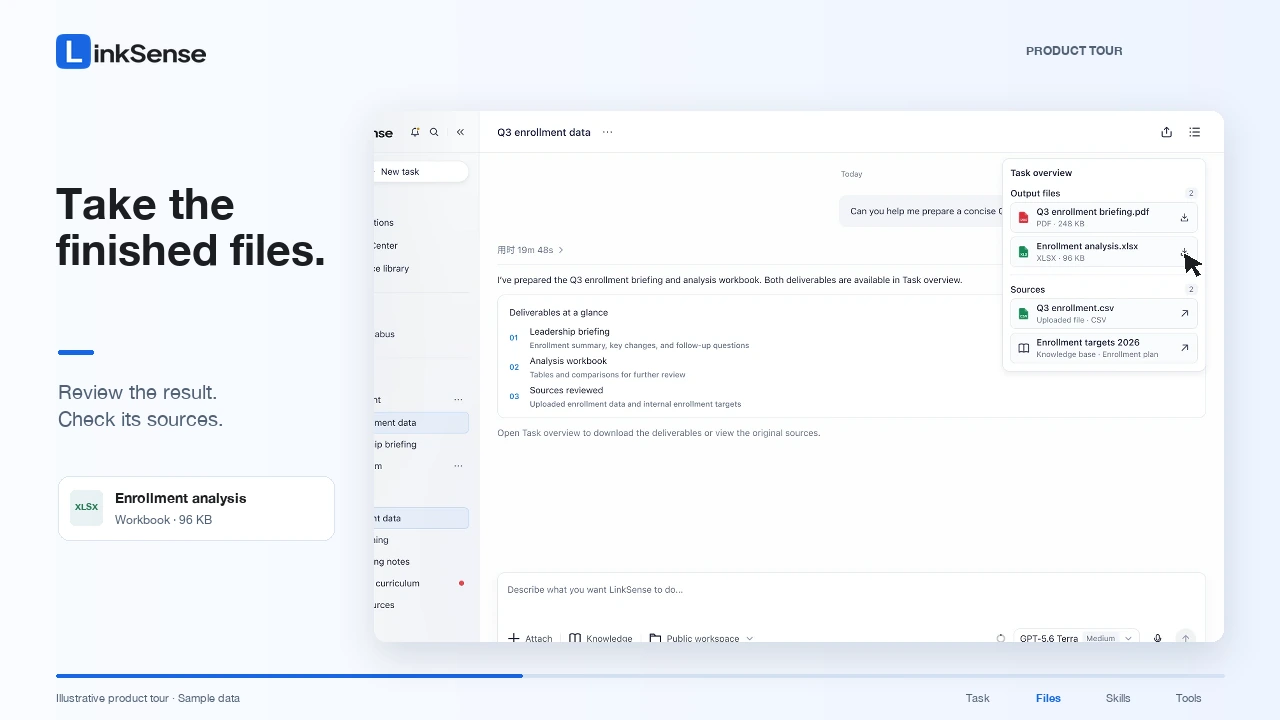 LinkSense
PRODUCT TOUR
Take the
finished files.
Review the result.
Check its sources.
XLSX
Enrollment analysis
Workbook · 96 KB
nse
New task
tions
Center
ce library
abus
nt
ment data
ip briefing
m
nt data
ning
ng notes
curriculum
urces
Q3 enrollment data
Today
Can you help me prepare a concise
用时 19m 48s
I've prepared the Q3 enrollment briefing and analysis workbook. Both deliverables are available in Task overview.
Deliverables at a glance
01 Leadership briefing
Enrollment summary, key changes, and follow-up questions
02 Analysis workbook
Tables and comparisons for further review
03 Sources reviewed
Uploaded enrollment data and internal enrollment targets
Open Task overview to download the deliverables or view the original sources.
Task overview
Output files 2
Q3 enrollment briefing.pdf
PDF · 248 KB
Enrollment analysis.xlsx
XLSX · 96 KB
Sources 2
Q3 enrollment.csv
Uploaded file · CSV
Enrollment targets 2026
Knowledge base · Enrollment plan
Describe what you want LinkSense to do...
Attach Knowledge Public workspace GPT-5.6 Terra Medium
Illustrative product tour · Sample data
Task Files Skills Tools